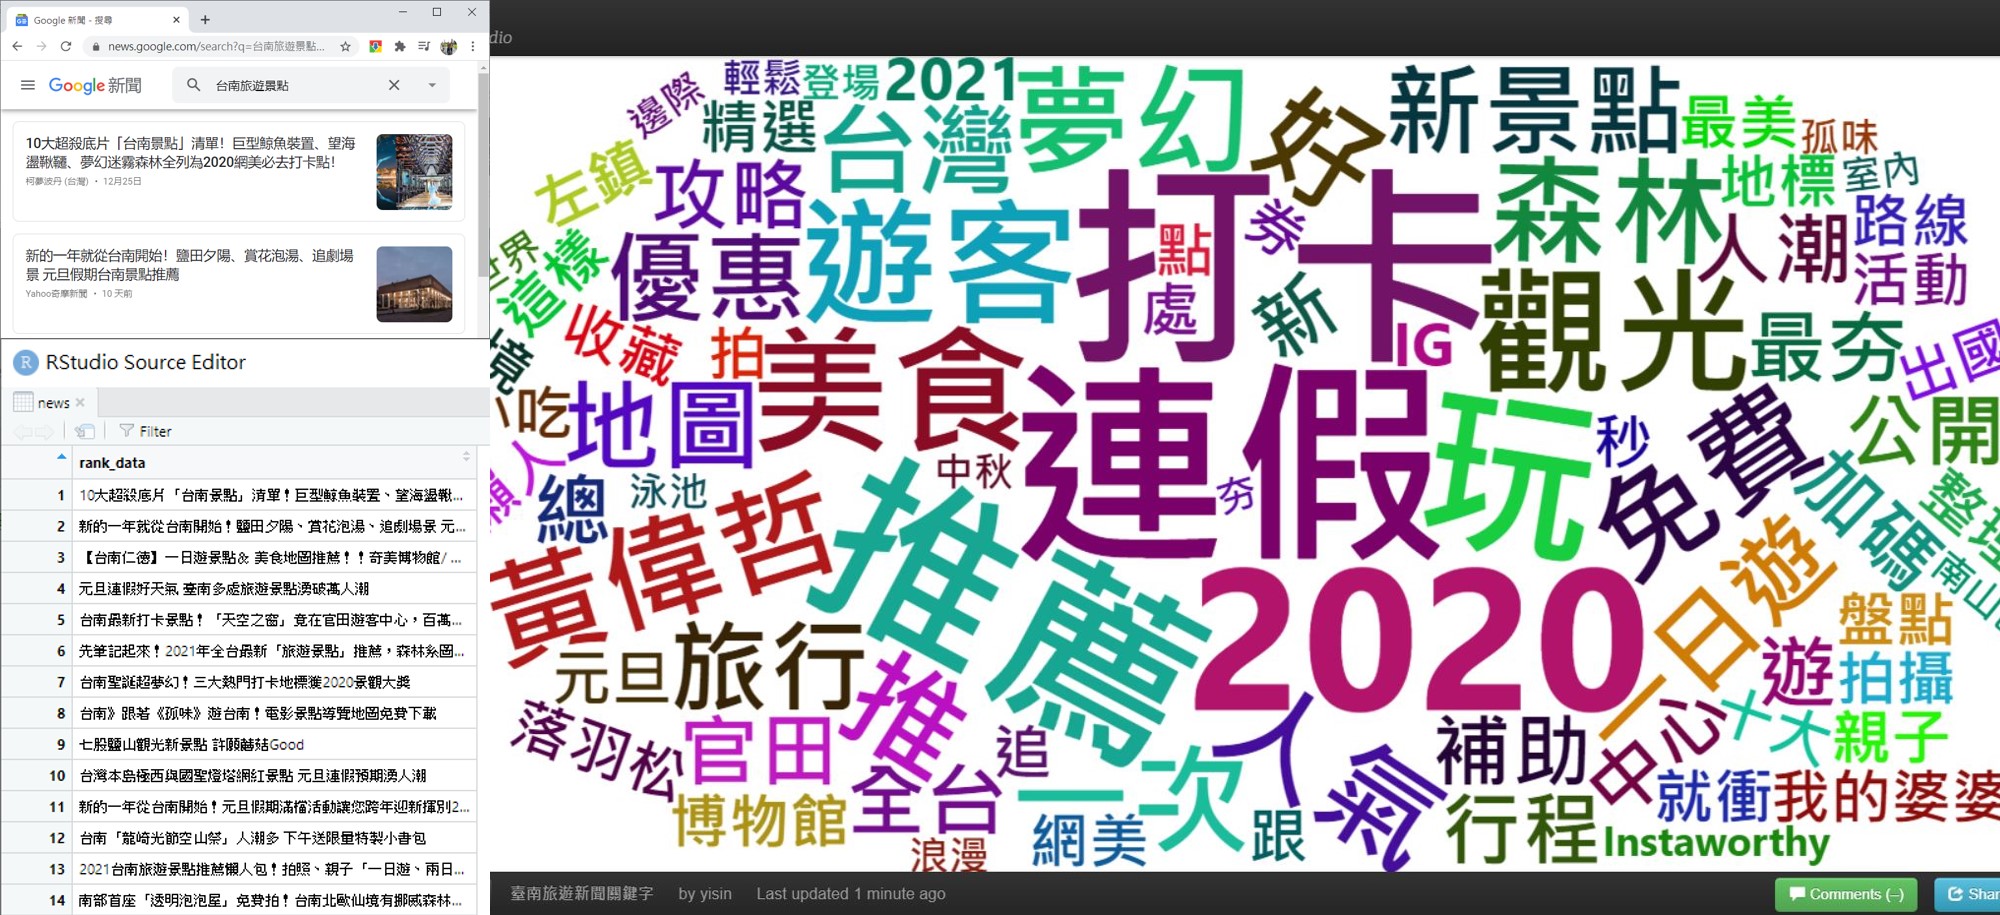 Google 新聞 - 搜尋
news.google.com/search?q=台南旅遊景點...
Google 新聞
台南旅遊景點
10大超殺底片「台南景點」清單！巨型鯨魚裝置、望海
盪鞦韆、夢幻迷霧森林全列為2020網美必去打卡點！
柯夢波丹 (台灣) • 12月25日
新的一年就從台南開始！鹽田夕陽、賞花泡湯、追劇場
景 元旦假期台南景點推薦
Yahoo奇摩新聞 • 10 天前
RStudio Source Editor
news
Filter
rank_data
1 10大超殺底片「台南景點」清單！巨型鯨魚裝置、望海盪鞦...
2 新的一年就從台南開始！鹽田夕陽、賞花泡湯、追劇場景 元...
3 【台南仁德】一日遊景點& 美食地圖推薦！！奇美博物館/ ...
4 元旦連假好天氣 臺南多處旅遊景點湧破萬人潮
5 台南最新打卡景點！「天空之窗」竟在官田遊客中心，百萬...
6 先筆記起來！2021年全台最新「旅遊景點」推薦，森林系圖...
7 台南聖誕超夢幻！三大熱門打卡地標獲2020景觀大獎
8 台南》跟著《孤味》遊台南！電影景點導覽地圖免費下載
9 七股鹽山觀光新景點 許願蘑菇Good
10 台灣本島極西與國聖燈塔網紅景點 元旦連假預期湧人潮
11 新的一年從台南開始！元旦假期滿檔活動讓您跨年迎新揮別2...
12 台南「龍崎光節空山祭」人潮多 下午送限量特製小書包
13 2021台南旅遊景點推薦懶人包！拍照、親子「一日遊、兩日...
14 南部首座「透明泡泡屋」免費拍！台南北歐仙境有挪威森林...
dio
邊際
輕鬆
登場
2021
夢幻
好
新景點
最美
孤味
精選
台灣
左鎮
攻略
森林
地標
室內
世界
這樣
優惠
遊客
打卡
點
處
券
新
人潮
路線
活動
境
收藏
拍
美食
IG
觀光
最夯
出國
小吃
地圖
連假
玩
秒
免費
公開
懶人
總
泳池
中秋
夯
加碼
整理
南山
黃偉哲
推薦
2020
一日遊
盤點
元旦
旅行
推
遊
拍攝
落羽松
官田
追
一次
人氣
補助
中心
十大
親子
博物館
全台
浪漫
網美
跟
行程
就衝
我的婆婆
Instaworthy
臺南旅遊新聞關鍵字
by yisin
Last updated 1 minute ago
Comments (–)
Shar